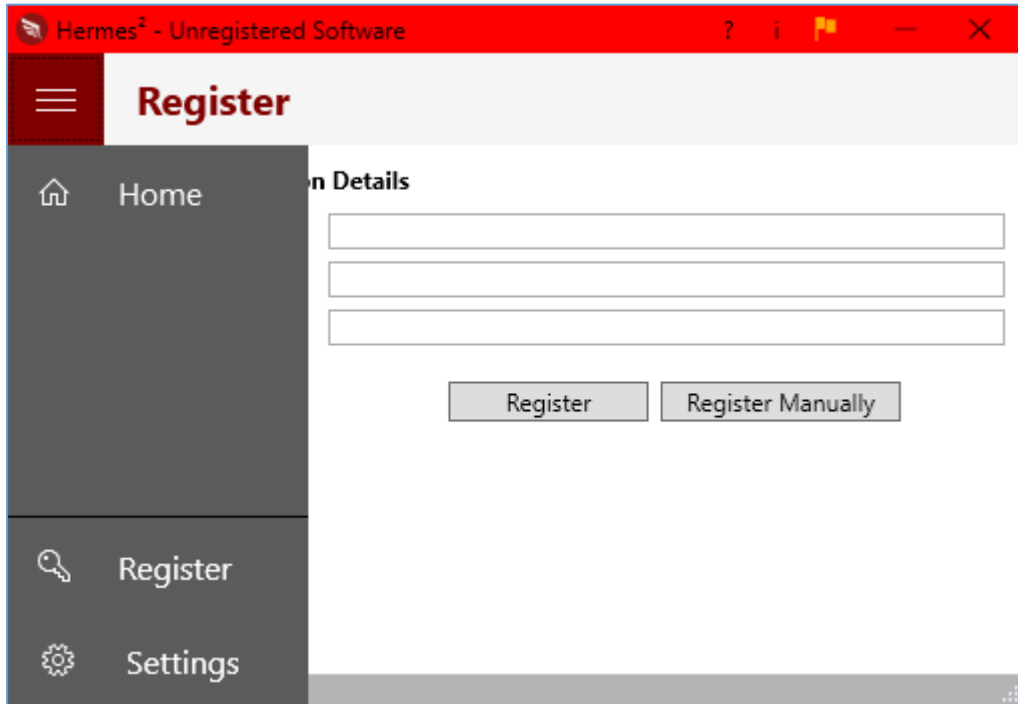 Hermes² - Unregistered Software ? i
Register
Home
n Details
Register Register Manually
Register
Settings